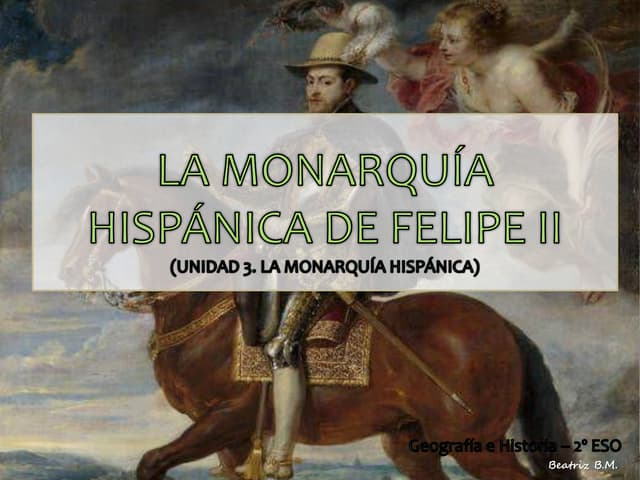 LA MONARQUÍA
HISPÁNICA DE FELIPE II
(UNIDAD 3. LA MONARQUÍA HISPÁNICA)
Geografía e Historia – 2º ESO
Beatriz B.M.